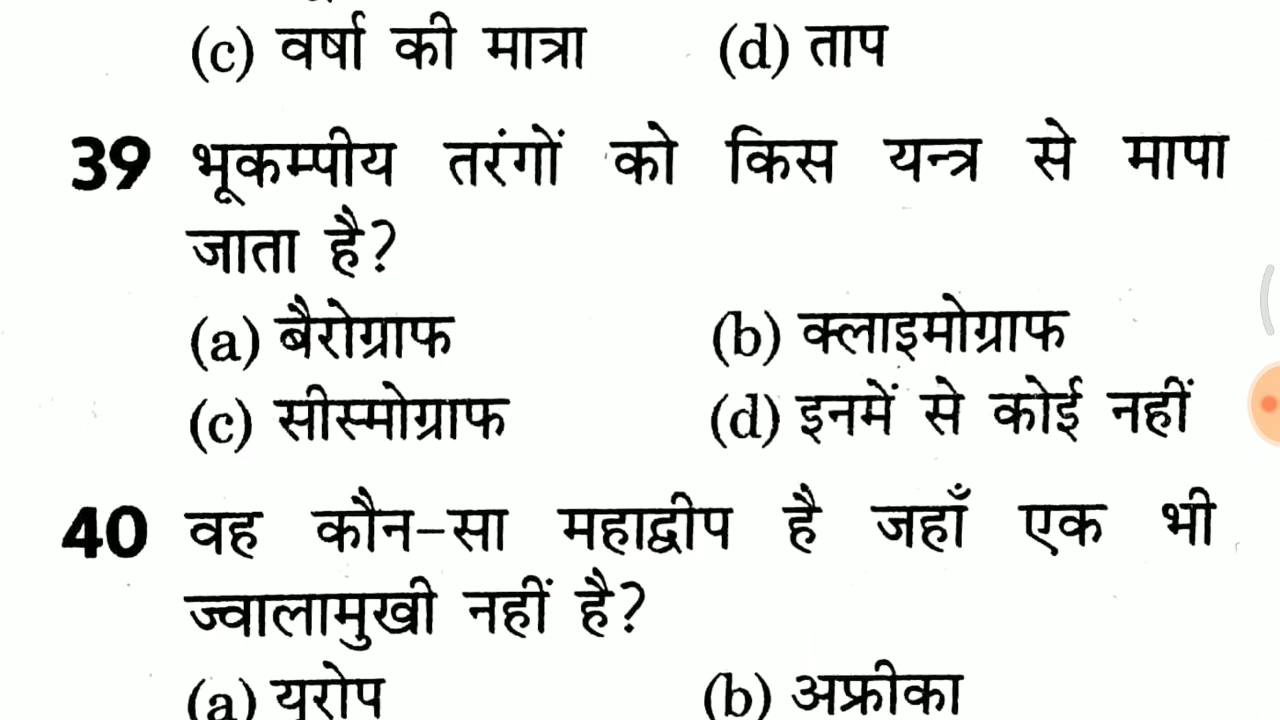 (c) वर्षा की मात्रा (d) ताप
39 भूकम्पीय तरंगों को किस यन्त्र से मापा
जाता है?
(a) बैरोग्राफ (b) क्लाइमोग्राफ
(c) सीस्मोग्राफ (d) इनमें से कोई नहीं
40 वह कौन-सा महाद्वीप है जहाँ एक भी
ज्वालामुखी नहीं है?
(a) यूरोप (b) अफ्रीका